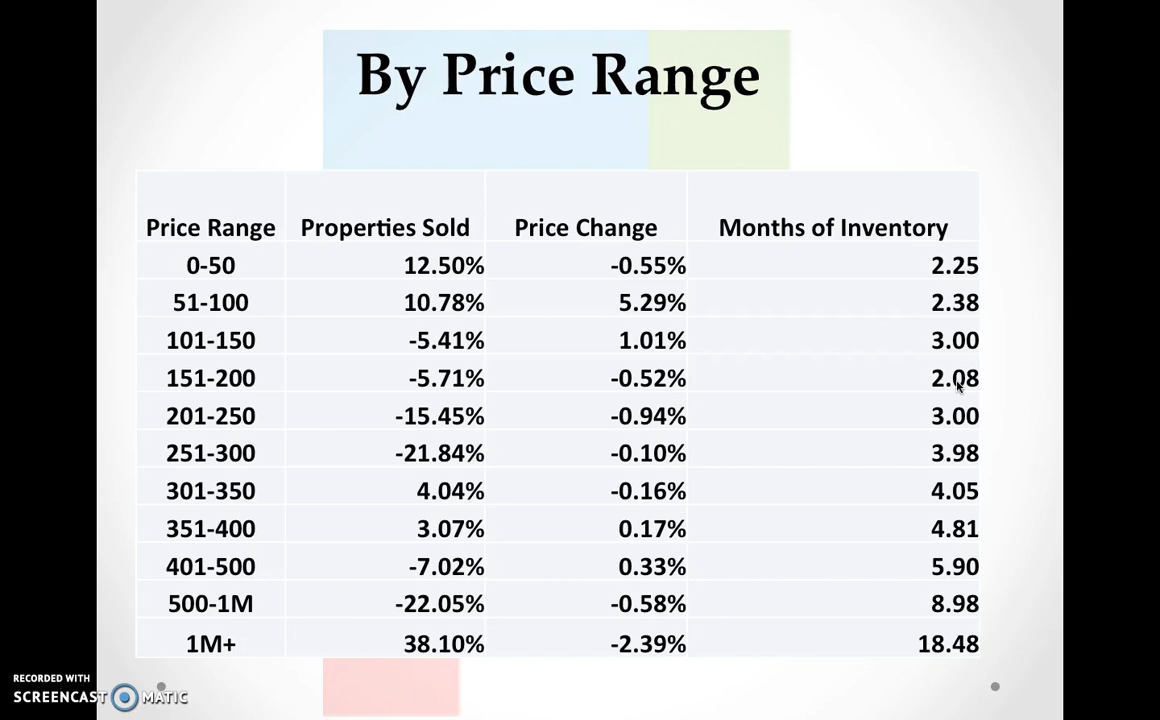 By Price Range
Price Range Properties Sold Price Change Months of Inventory
0-50 12.50% -0.55% 2.25
51-100 10.78% 5.29% 2.38
101-150 -5.41% 1.01% 3.00
151-200 -5.71% -0.52% 2.08
201-250 -15.45% -0.94% 3.00
251-300 -21.84% -0.10% 3.98
301-350 4.04% -0.16% 4.05
351-400 3.07% 0.17% 4.81
401-500 -7.02% 0.33% 5.90
500-1M -22.05% -0.58% 8.98
1M+ 38.10% -2.39% 18.48
RECORDED WITH
SCREENCAST MATIC